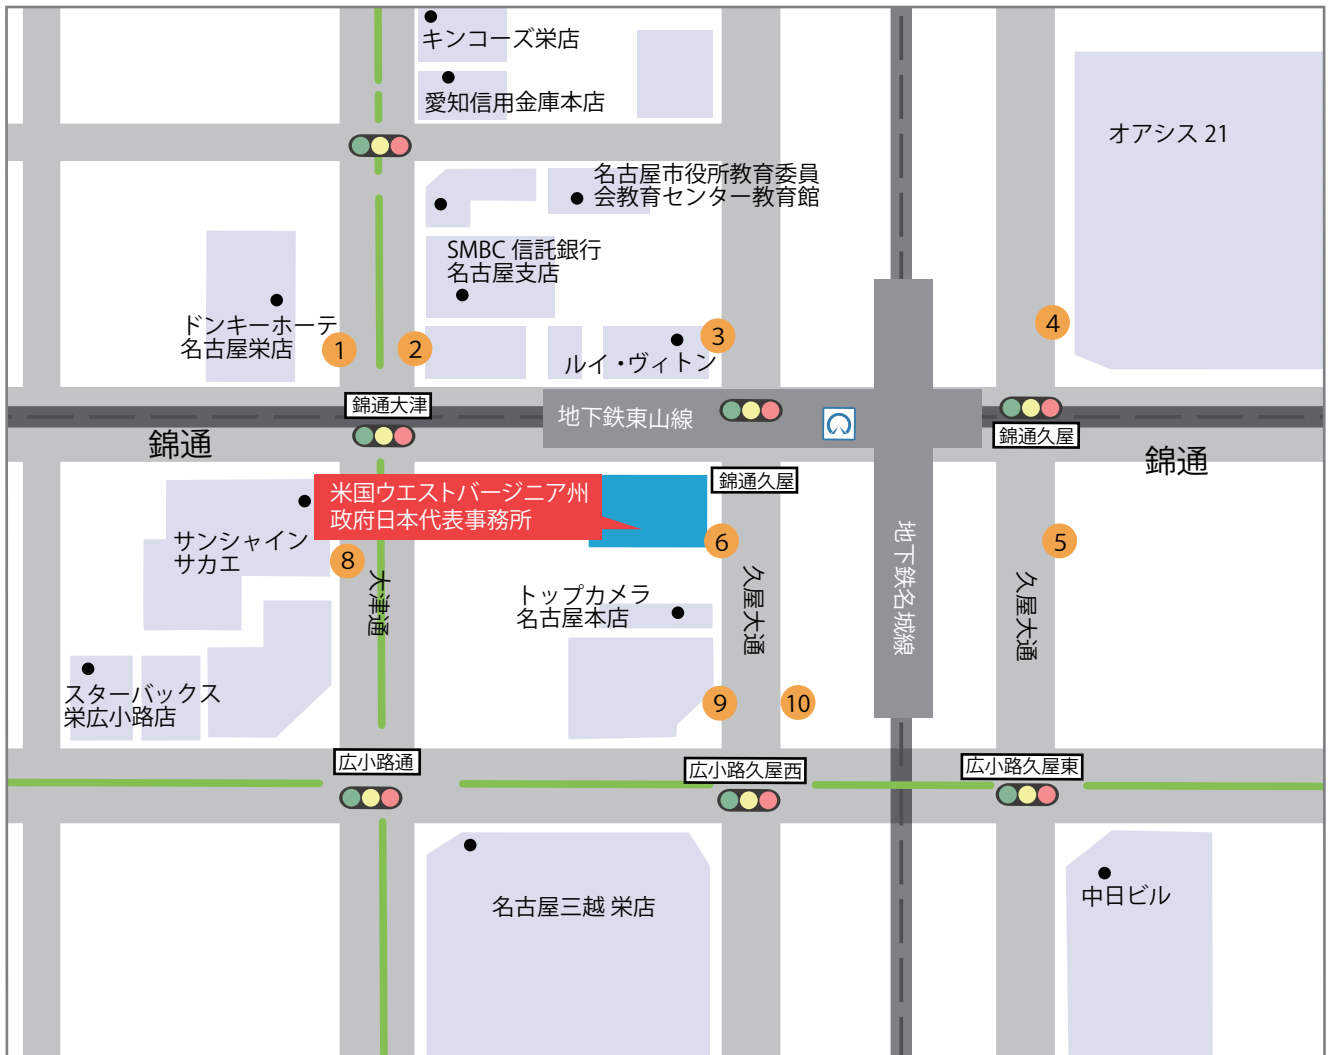 キンコーズ栄店
愛知信用金庫本店
オアシス 21
名古屋市役所教育委員
会教育センター教育館
SMBC 信託銀行
名古屋支店
ドンキーホーテ
名古屋栄店
1
2
ルイ・ヴィトン
3
4
錦通大津
地下鉄東山線
錦通久屋
錦通
錦通
錦通久屋
米国ウエストバージニア州
政府日本代表事務所
サンシャイン
サカエ
8
6
5
大津通
トップカメラ
名古屋本店
久屋大通
地下鉄名城線
久屋大通
スターバックス
栄広小路店
9
10
広小路通
広小路久屋西
広小路久屋東
名古屋三越 栄店
中日ビル